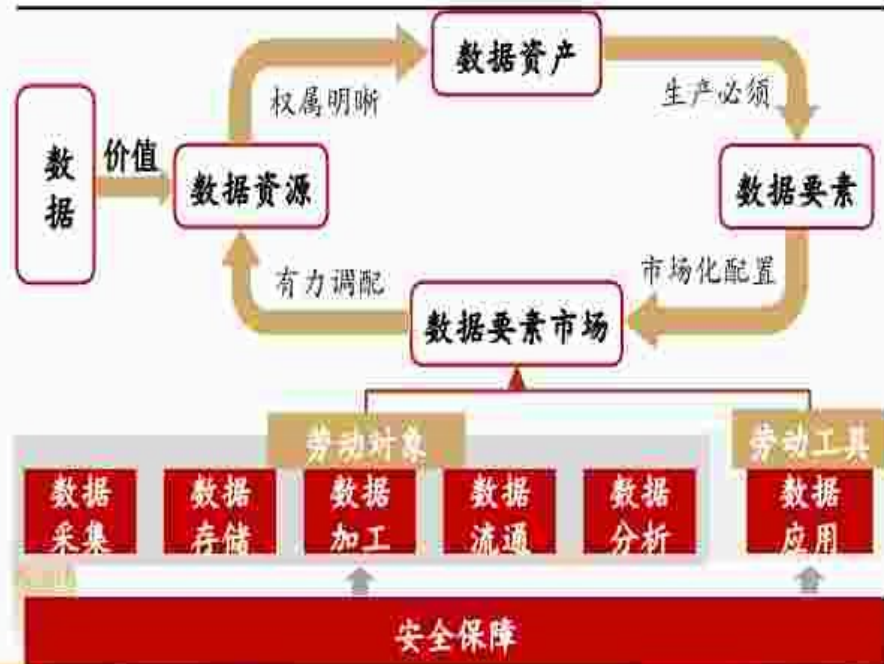 数据资产
权属明晰
生产必须
数
据
价值
数据资源
数据要素
有力调配
市场化配置
数据要素市场
劳动对象
劳动工具
数据
采集
数据
存储
数据
加工
数据
流通
数据
分析
数据
应用
安全保障